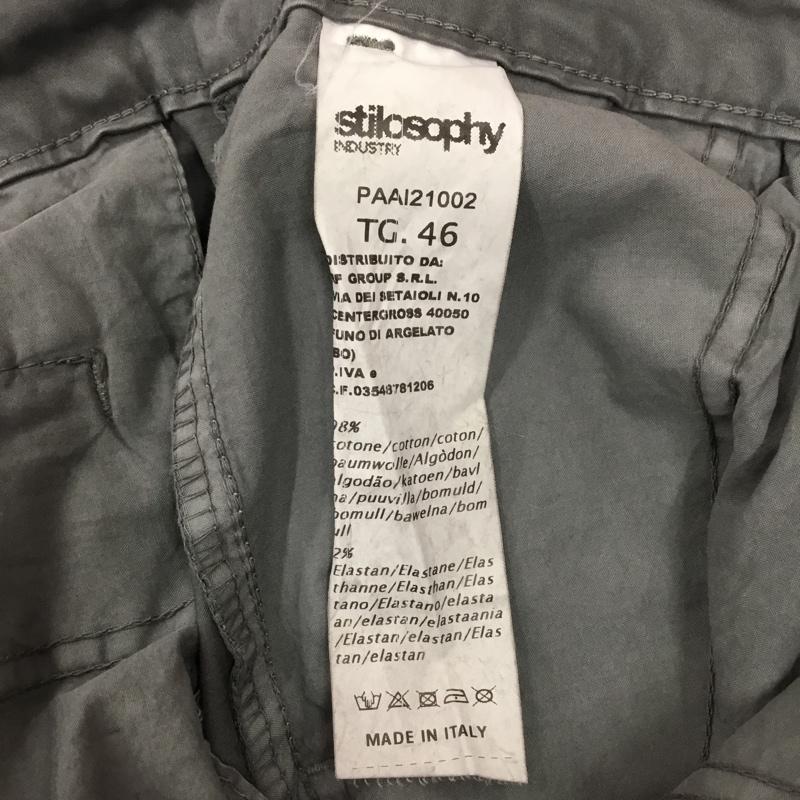 stilosophy
INDUSTRY
PAAI21002
TG. 46
DISTRIBUITO DA:
F GROUP S.R.L.
VIA DEI SETAIOLI N.10
CENTERGROSS 40050
FUNO DI ARGELATO
BO)
.IVA e
C.F.03548781206
98%
cotone/cotton/coton/
baumwolle/Algòdon/
algodão/katoen/bavl
na/puuvilla/bomuld/
bomull/bawelna/bom
ull
2%
Elastan/Elastane/Elas
thanne/Elasthan/Elas
tano/Elastano/elasta
an/elastan/elastaania
/Elastan/elastan/Elas
tan/elastan
MADE IN ITALY